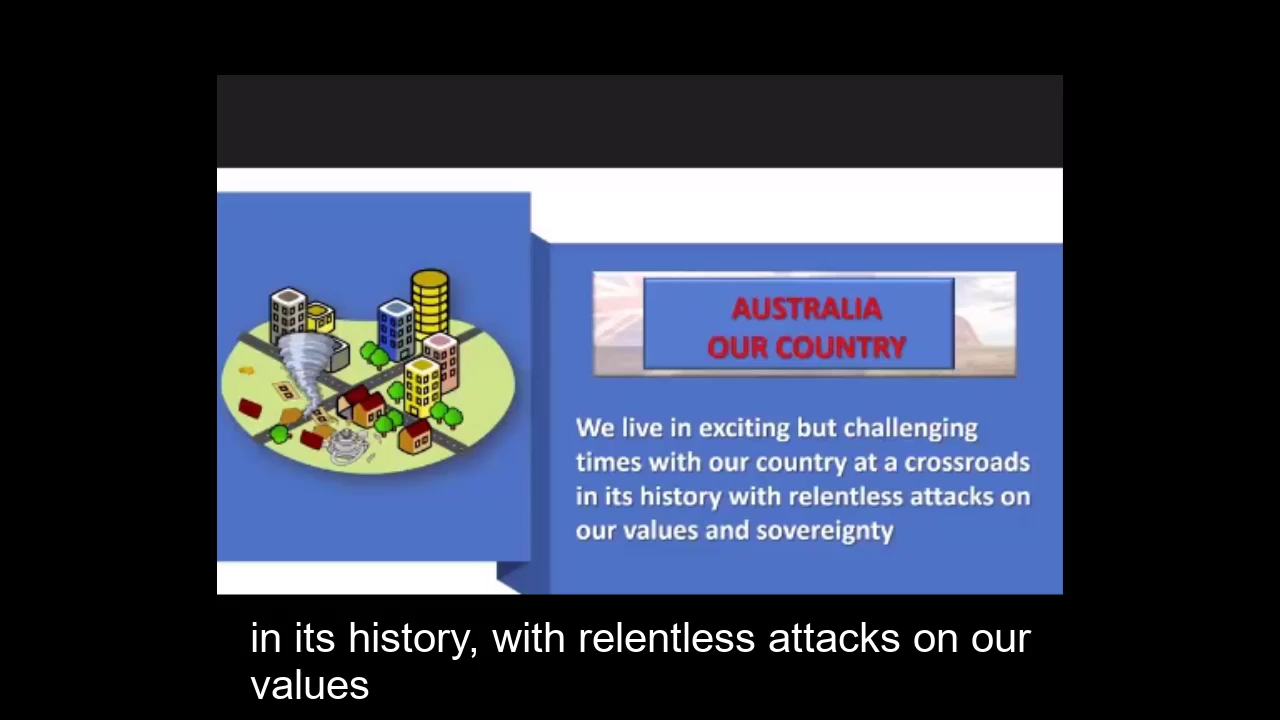 AUSTRALIA
OUR COUNTRY
We live in exciting but challenging
times with our country at a crossroads
in its history with relentless attacks on
our values and sovereignty
in its history, with relentless attacks on our
values